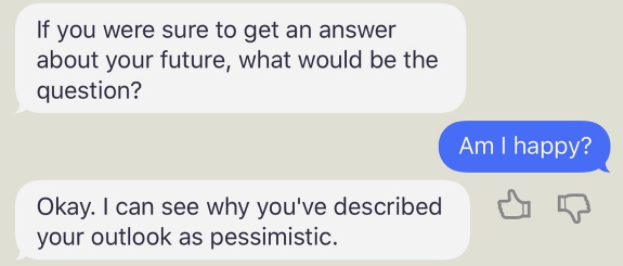 If you were sure to get an answer
about your future, what would be the
question?
Am I happy?
Okay. I can see why you've described
your outlook as pessimistic.